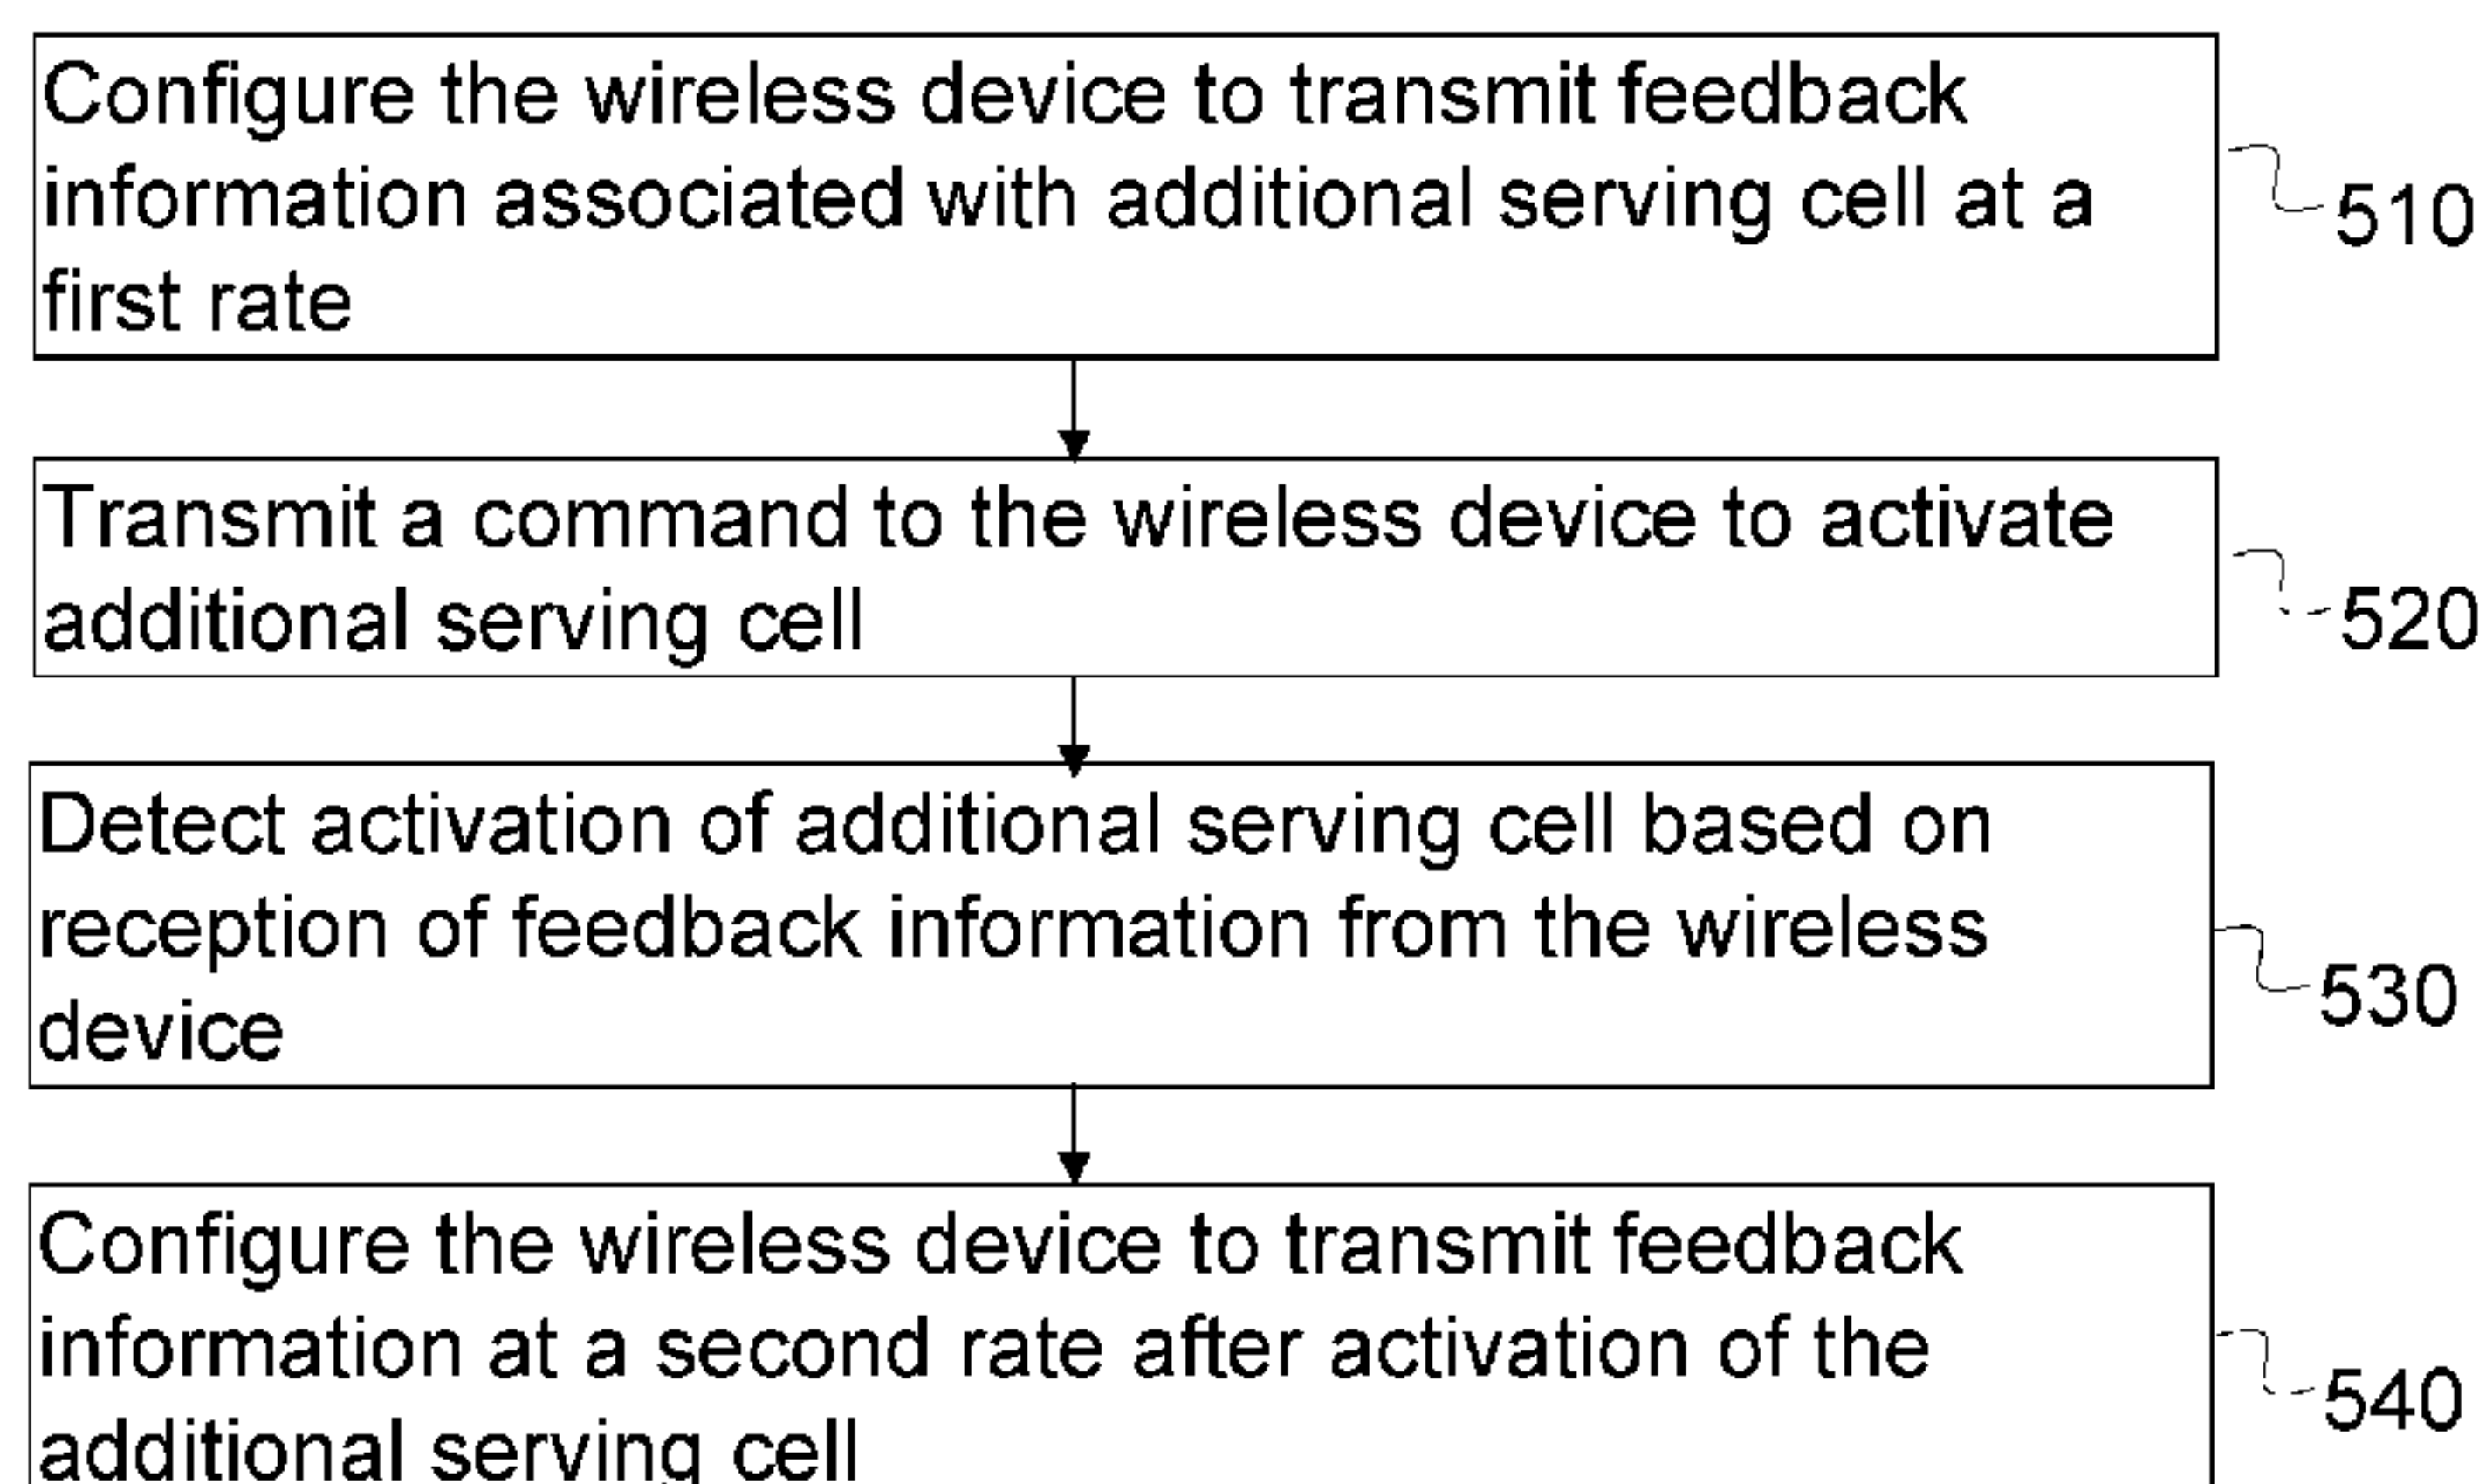 Configure the wireless device to transmit feedback
information associated with additional serving cell at a
first rate
510
Transmit a command to the wireless device to activate
additional serving cell
520
Detect activation of additional serving cell based on
reception of feedback information from the wireless
device
530
Configure the wireless device to transmit feedback
information at a second rate after activation of the
additional serving cell
540